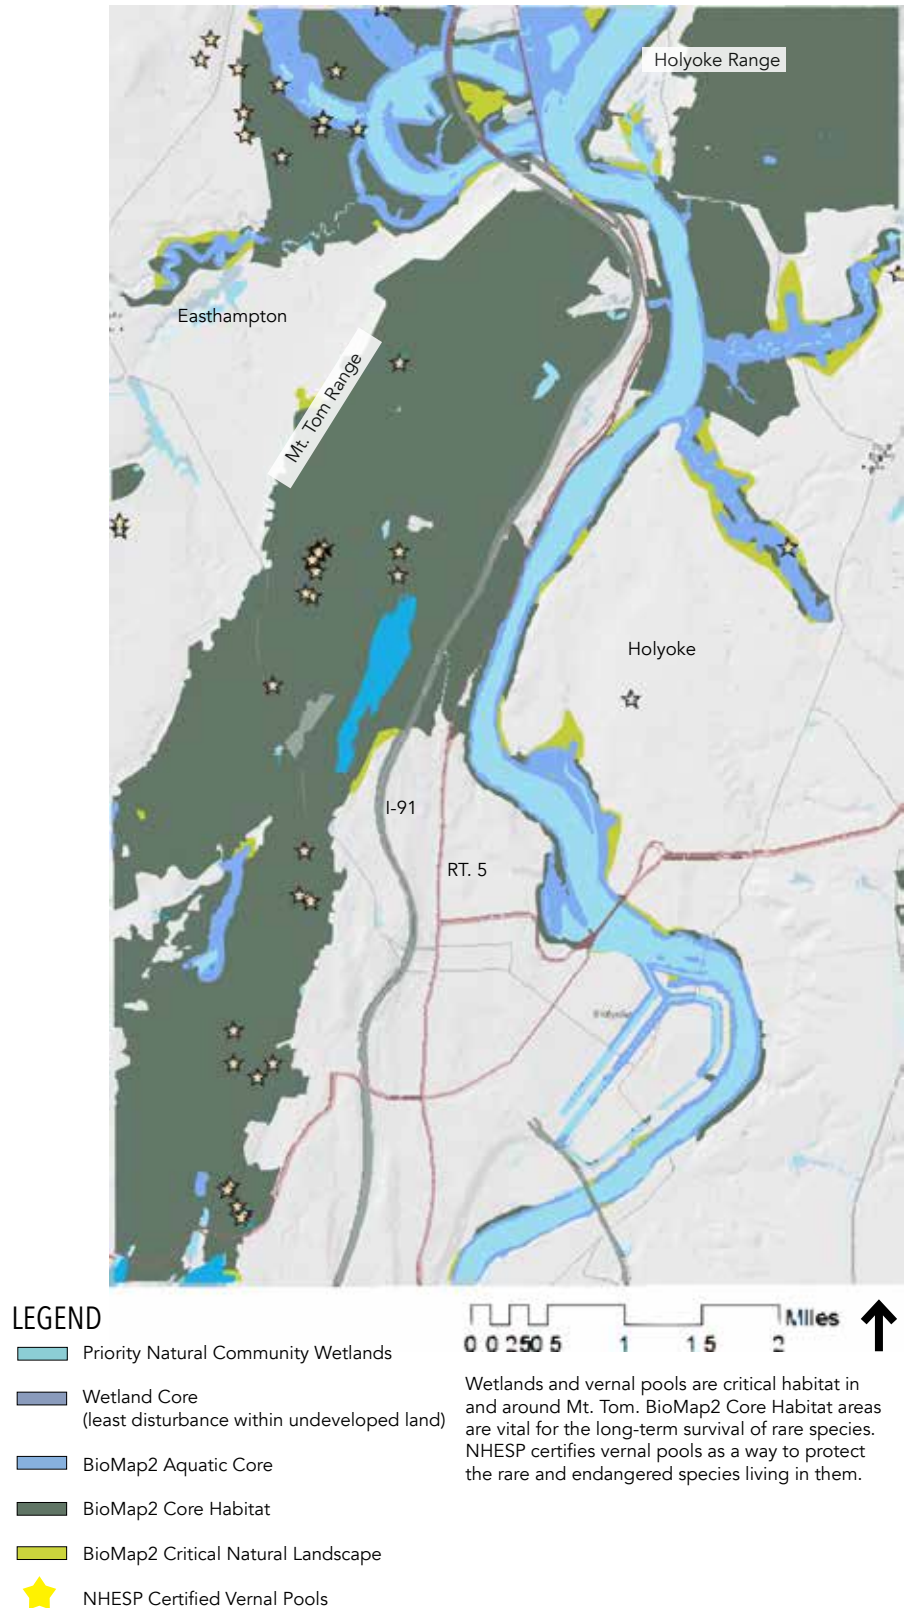 Holyoke Range
Easthampton
Mt. Tom Range
Holyoke
I-91
RT. 5
Holyoke
LEGEND
Priority Natural Community Wetlands
Wetland Core
(least disturbance within undeveloped land)
BioMap2 Aquatic Core
BioMap2 Core Habitat
BioMap2 Critical Natural Landscape
NHESP Certified Vernal Pools
Miles
0 0 250 5 1 1 5 2
Wetlands and vernal pools are critical habitat in
and around Mt. Tom. BioMap2 Core Habitat areas
are vital for the long-term survival of rare species.
NHESP certifies vernal pools as a way to protect
the rare and endangered species living in them.